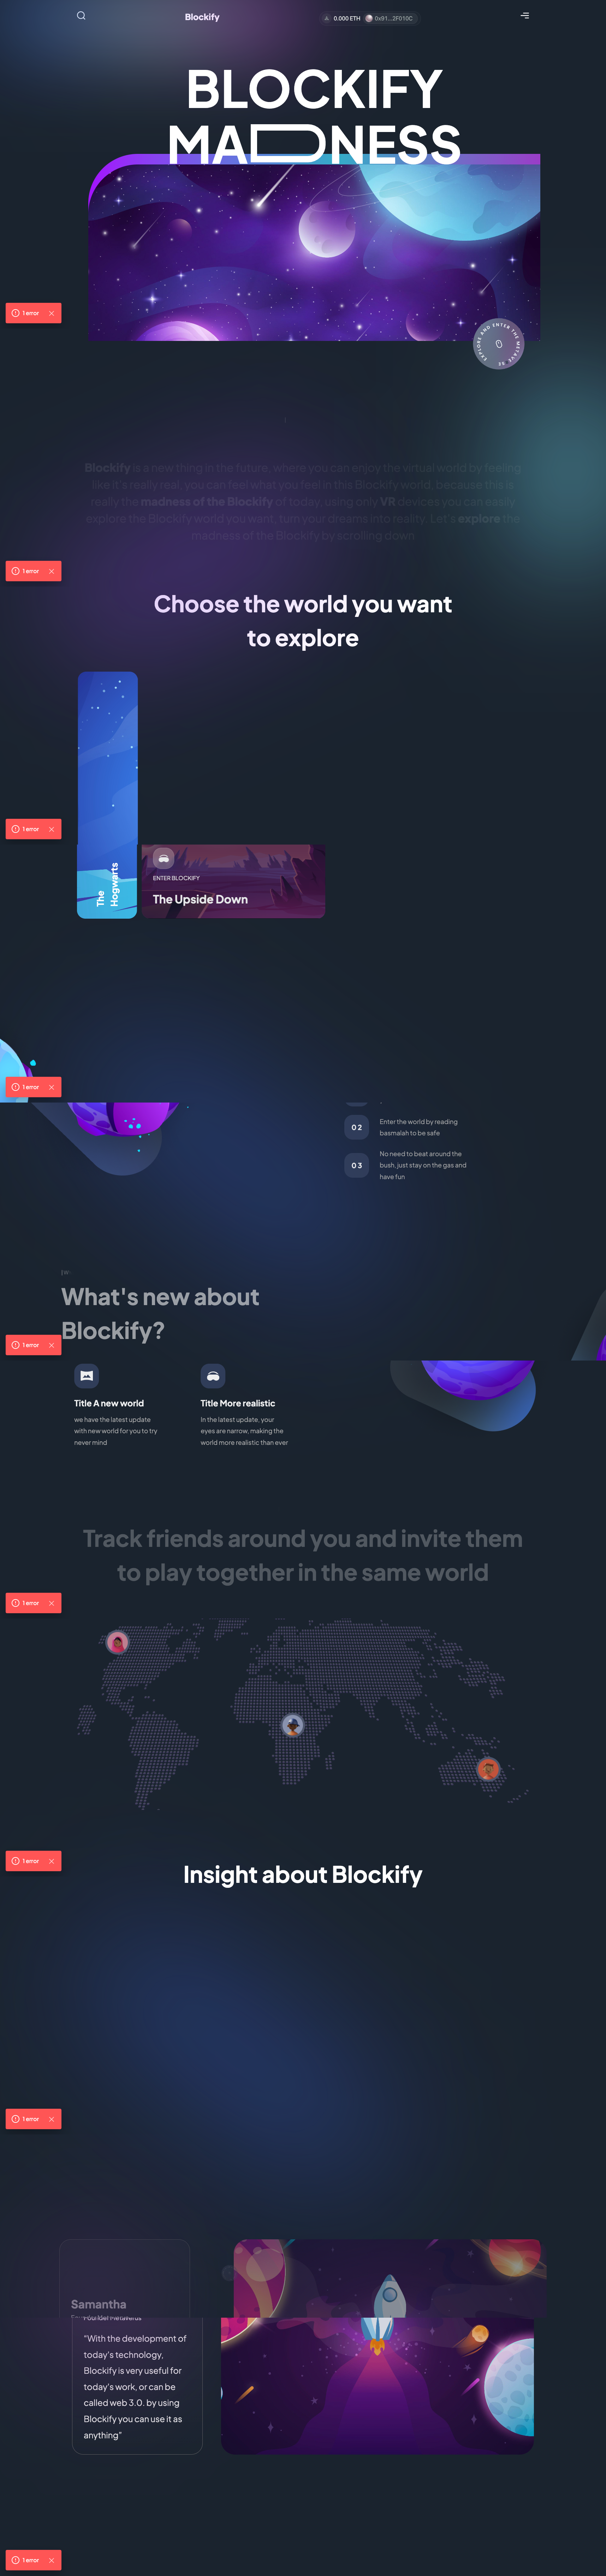 Blockify
0.000 ETH
0x91...2F010C
BLOCKIFY
MADNESS
1 error
EXPLORE AND ENTER THE METAVE SE
Blockify is a new thing in the future, where you can enjoy the virtual world by feeling
like it's really real, you can feel what you feel in this Blockify world, because this is
really the madness of the Blockify of today, using only VR devices you can easily
explore the Blockify world you want, turn your dreams into reality. Let's explore the
madness of the Blockify by scrolling down
1 error
Choose the world you want
to explore
1 error
The
Hogwarts
ENTER BLOCKIFY
The Upside Down
1 error
02
Enter the world by reading
basmalah to be safe
03
No need to beat around the
bush, just stay on the gas and
have fun
What's new about
Blockify?
1 error
Title A new world
we have the latest update
with new world for you to try
never mind
Title More realistic
In the latest update, your
eyes are narrow, making the
world more realistic than ever
Track friends around you and invite them
to play together in the same world
1 error
1 error
Insight about Blockify
1 error
Samantha
Founder Metaverus
"With the development of
today's technology,
Blockify is very useful for
today's work, or can be
called web 3.0. by using
Blockify you can use it as
anything"
1 error